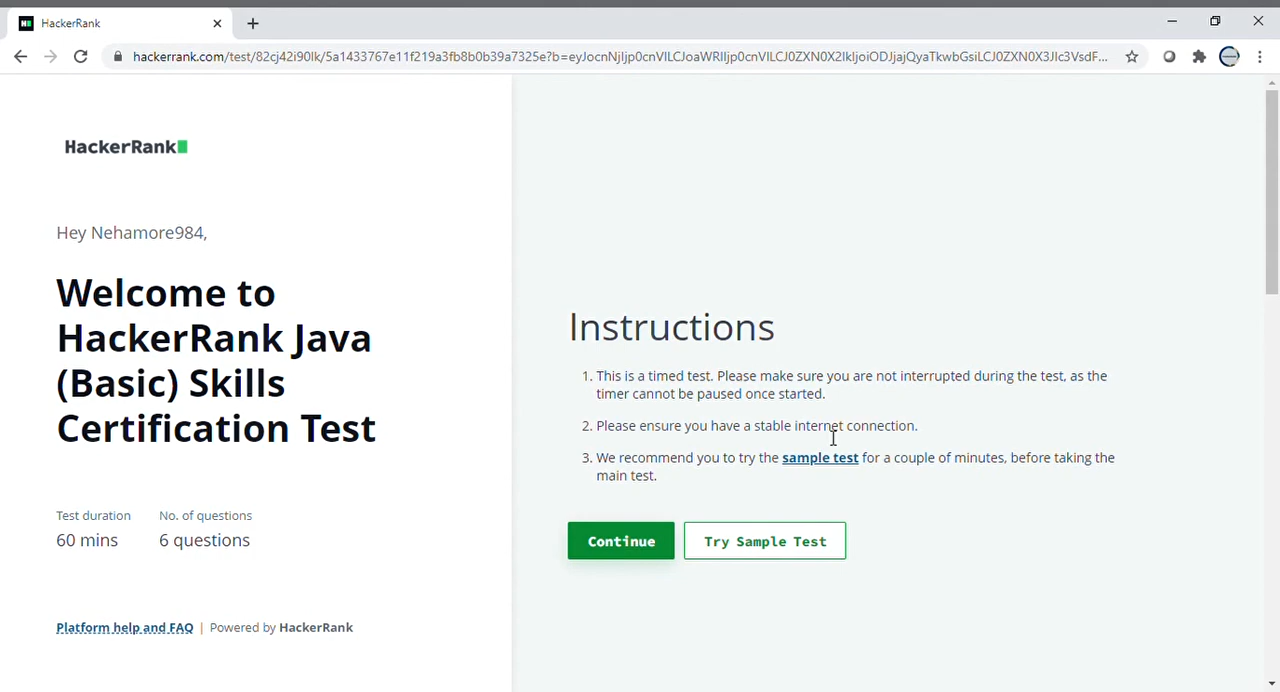 HackerRank
hackerrank.com/test/82cj42i90lk/5a1433767e11f219a3fb8b0b39a7325e?b=eyJocnNjIjp0cnVlLCJoaWRlIjp0cnVlLCJ0ZXN0X2lkIjoiODJjajQyaTkwbGsiLCJ0ZXN0X3Jlc3VsdF...
HackerRank
Hey Nehamore984,
Welcome to
HackerRank Java
(Basic) Skills
Certification Test
Test duration No. of questions
60 mins 6 questions
Platform help and FAQ | Powered by HackerRank
Instructions
1. This is a timed test. Please make sure you are not interrupted during the test, as the
timer cannot be paused once started.
2. Please ensure you have a stable internet connection.
3. We recommend you to try the sample test for a couple of minutes, before taking the
main test.
Continue Try Sample Test